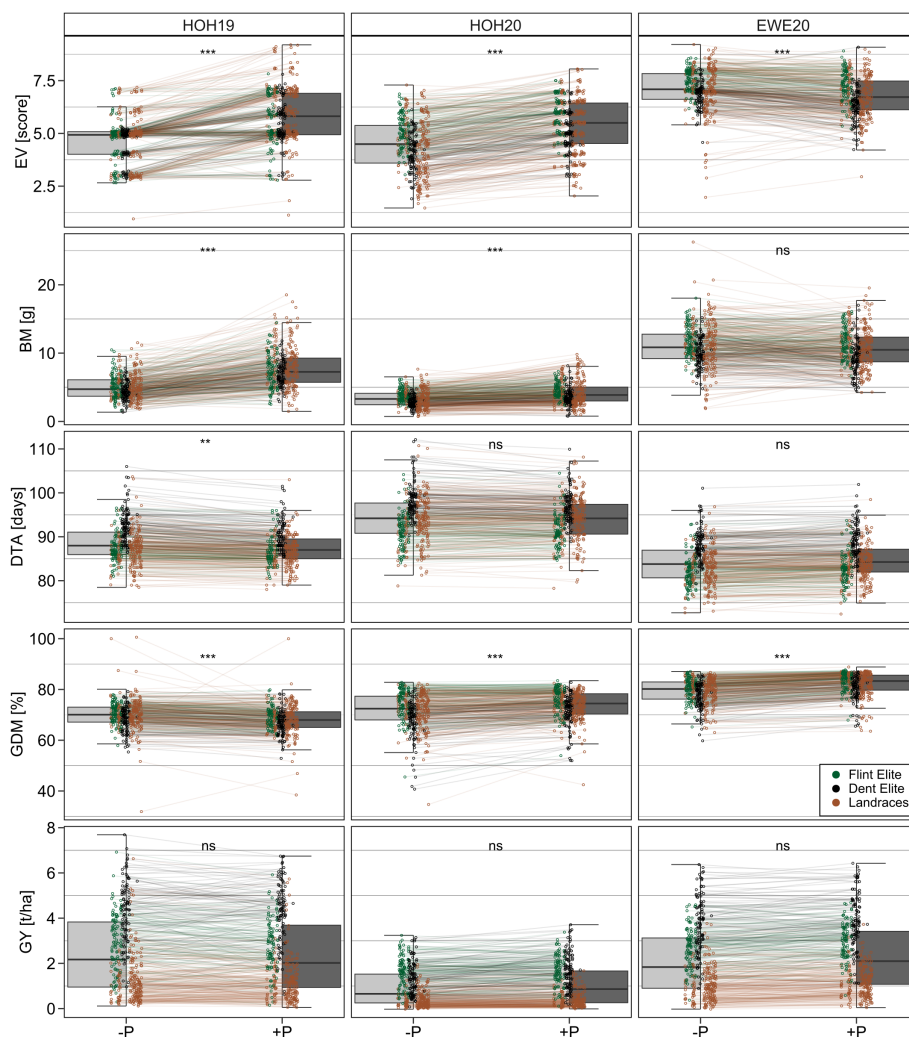 HOH19 HOH20 EWE20
*** *** ***
EV [score]
7.5
5.0
2.5
*** *** ns
BM [g]
20
10
0
** ns ns
DTA [days]
110
100
90
80
*** *** ***
GDM [%]
100
80
60
40
Flint Elite
Dent Elite
Landraces
ns ns ns
GY [t/ha]
8
6
4
2
0
-P +P -P +P -P +P